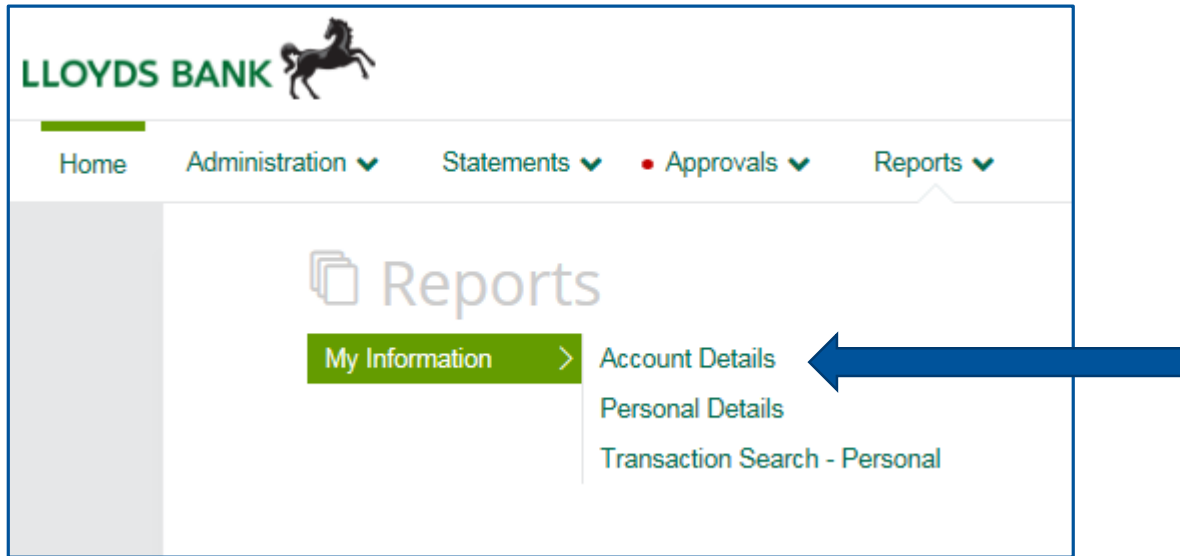 LLOYDS BANK
Home Administration Statements Approvals Reports
Reports
My Information Account Details
Personal Details
Transaction Search - Personal